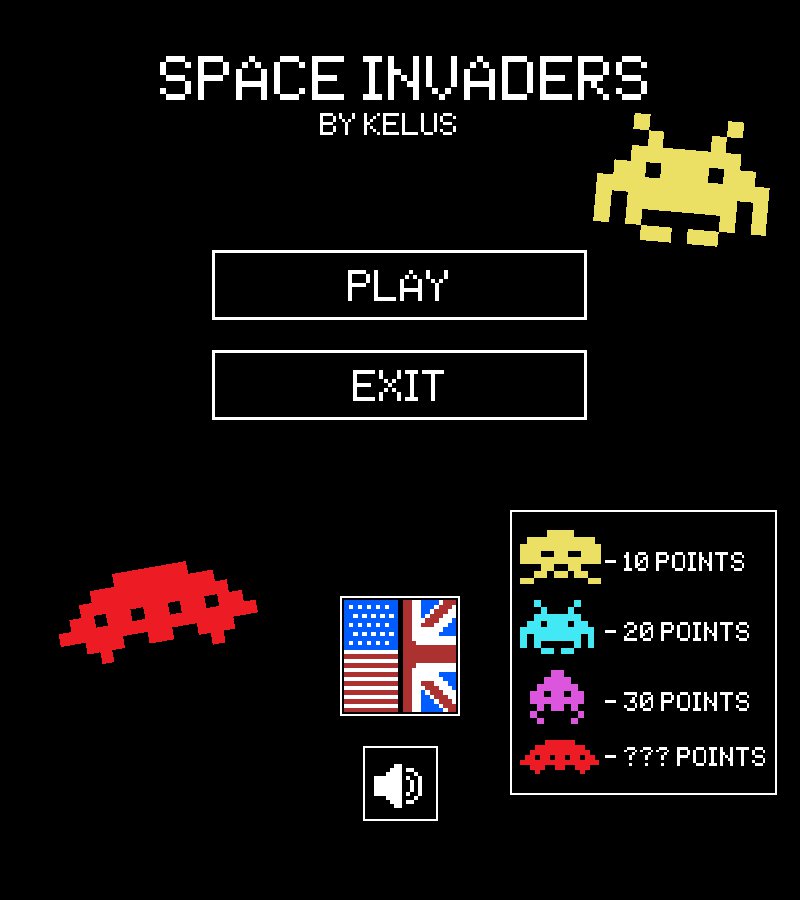 SPACE INVADERS
BY KELUS
PLAY
EXIT
- 10 POINTS
- 20 POINTS
- 30 POINTS
- ??? POINTS